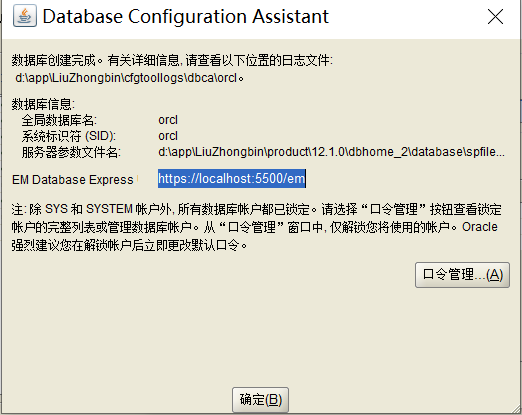 Database Configuration Assistant
数据库创建完成。有关详细信息, 请查看以下位置的日志文件:
d:\app\LiuZhongbin\cfgtoollogs\dbca\orcl。
数据库信息:
全局数据库名: orcl
系统标识符 (SID): orcl
服务器参数文件名: d:\app\LiuZhongbin\product\12.1.0\dbhome_2\database\spfile...
EM Database Express https://localhost:5500/em
注: 除 SYS 和 SYSTEM 帐户外, 所有数据库帐户都已锁定。请选择“口令管理”按钮查看锁定
帐户的完整列表或管理数据库帐户。从“口令管理”窗口中, 仅解锁您将使用的帐户。Oracle
强烈建议您在解锁帐户后立即更改默认口令。
口令管理...(A)
确定(B)